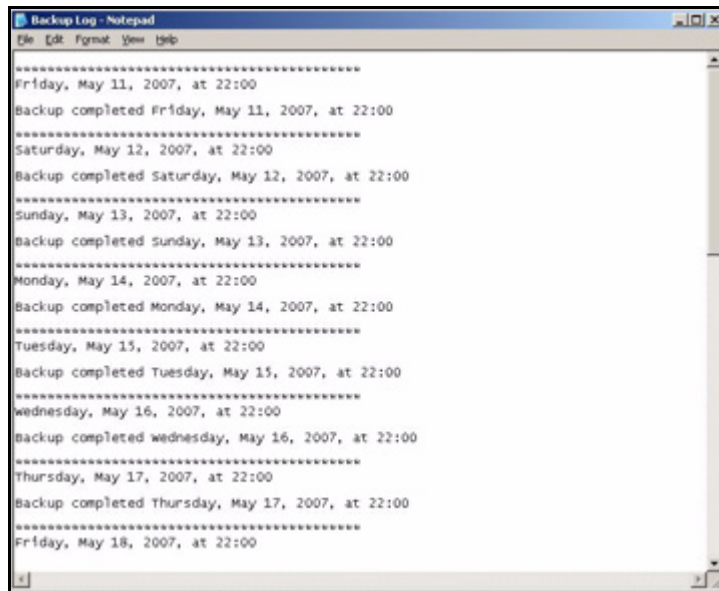 Backup Log - Notepad
File Edit Format View Help
*******************************************
Friday, May 11, 2007, at 22:00
Backup completed Friday, May 11, 2007, at 22:00
*******************************************
Saturday, May 12, 2007, at 22:00
Backup completed Saturday, May 12, 2007, at 22:00
*******************************************
Sunday, May 13, 2007, at 22:00
Backup completed Sunday, May 13, 2007, at 22:00
*******************************************
Monday, May 14, 2007, at 22:00
Backup completed Monday, May 14, 2007, at 22:00
*******************************************
Tuesday, May 15, 2007, at 22:00
Backup completed Tuesday, May 15, 2007, at 22:00
*******************************************
Wednesday, May 16, 2007, at 22:00
Backup completed Wednesday, May 16, 2007, at 22:00
*******************************************
Thursday, May 17, 2007, at 22:00
Backup completed Thursday, May 17, 2007, at 22:00
*******************************************
Friday, May 18, 2007, at 22:00